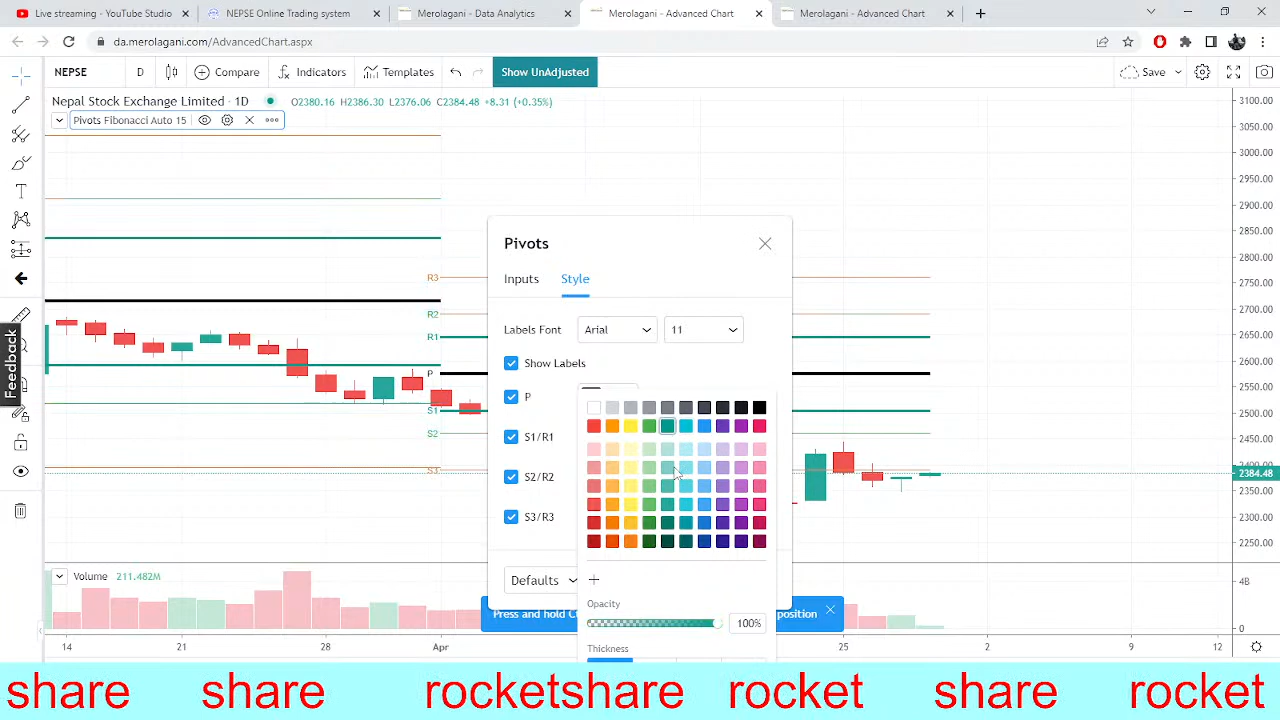 Live streaming - YouTube Studio
NEPSE Online Trading system
Merolagani - Data Analytics
Merolagani - Advanced Chart
Merolagani - Advanced Chart
da.merolagani.com/AdvancedChart.aspx
NEPSE
D
Compare
Indicators
Templates
Show UnAdjusted
Save
Nepal Stock Exchange Limited · 1D
O2380.16 H2386.30 L2376.06 C2384.48 +8.31 (+0.35%)
Pivots Fibonacci Auto 15
3100.00
3050.00
3000.00
2950.00
2900.00
2850.00
2800.00
2750.00
2700.00
2650.00
2600.00
2550.00
2500.00
2450.00
2400.00
2384.48
2350.00
2300.00
2250.00
R3
R2
R1
P
S1
S2
S3
Feedback
Pivots
Inputs
Style
Labels Font
Arial
11
Show Labels
P
S1/R1
S2/R2
S3/R3
Defaults
Opacity
100%
Thickness
Press and hold
position
Volume 211.482M
4B
0
14
21
28
Apr
25
2
9
12
share share rocketshare rocket share rocket